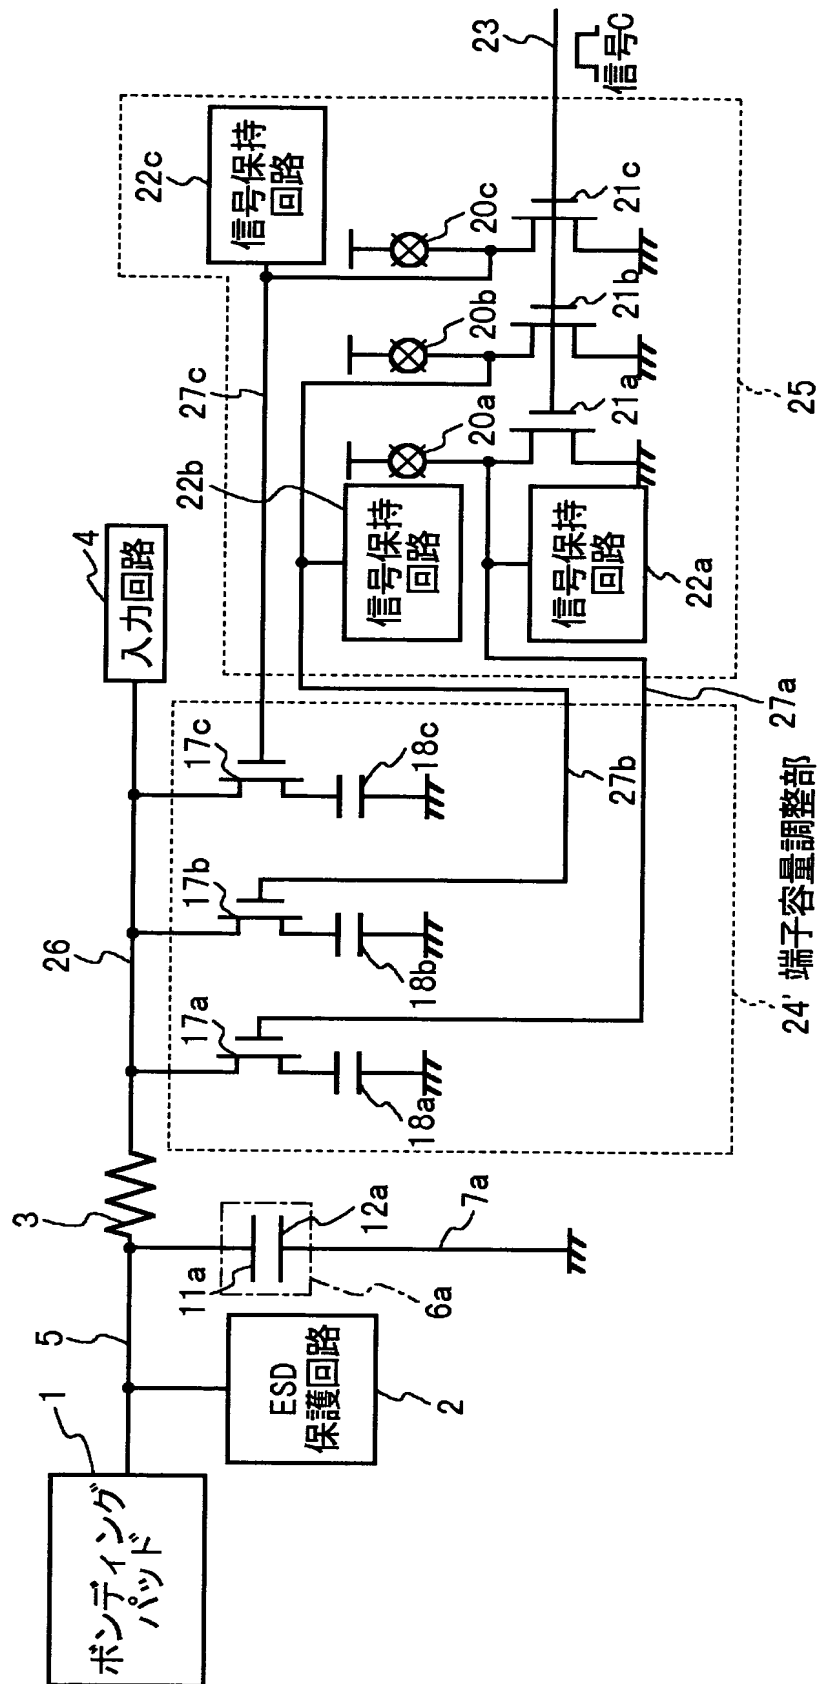 ボンディング
パッド
1
5
ESD
保護回路
2
3
11a
12a
6a
7a
26
4
入力回路
17a
17b
17c
18a
18b
18c
24' 端子容量調整部
27a
27b
27c
22a
信号保持
回路
22b
信号保持
回路
22c
信号保持
回路
20a
20b
20c
21a
21b
21c
23
信号C
25